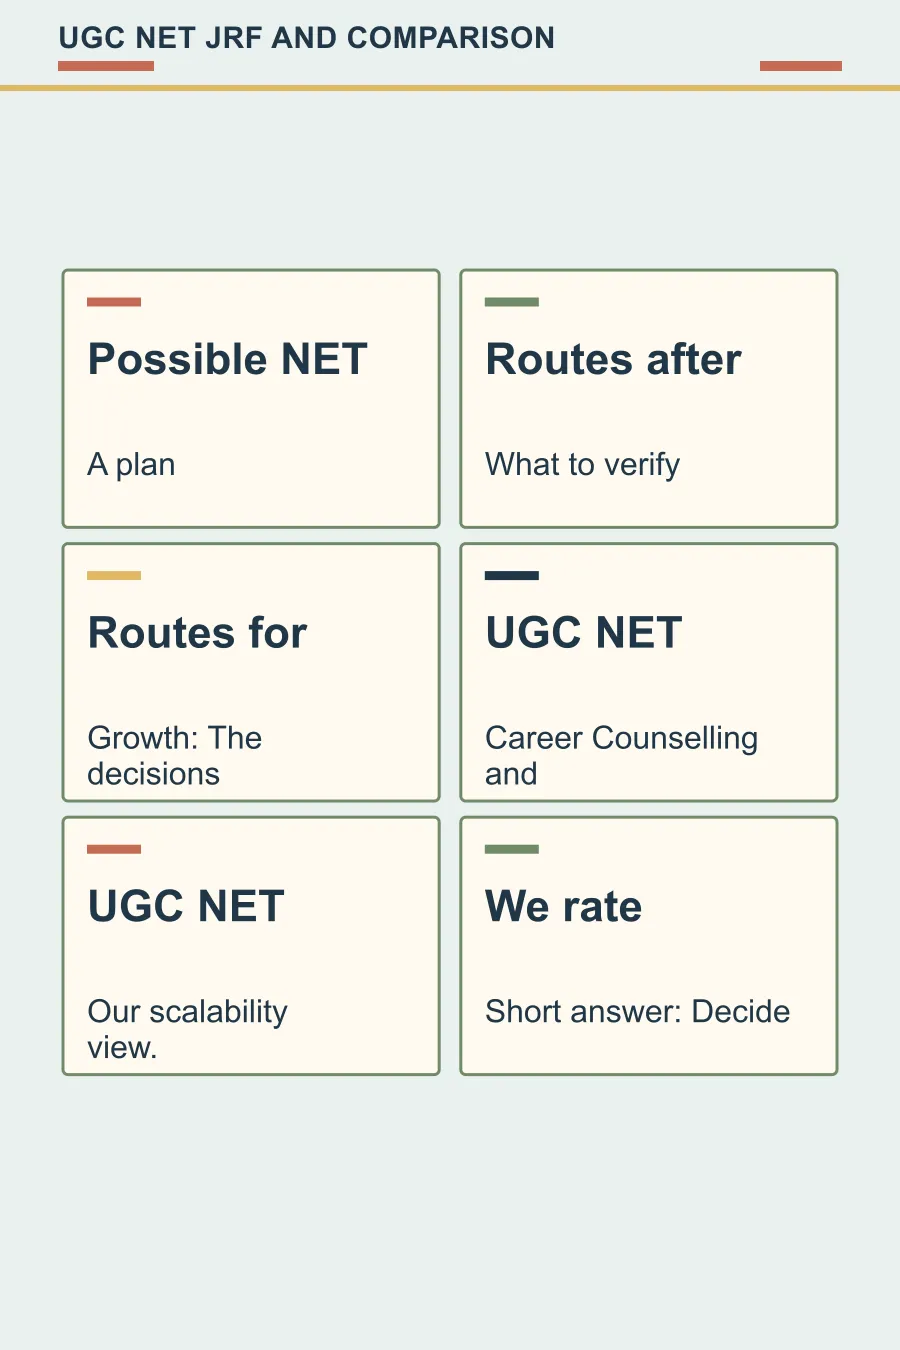 UGC NET JRF AND COMPARISON
Possible NET
A plan
Routes after
What to verify
Routes for
Growth: The
decisions
UGC NET
Career Counselling
and
UGC NET
Our scalability
view.
We rate
Short answer: Decide